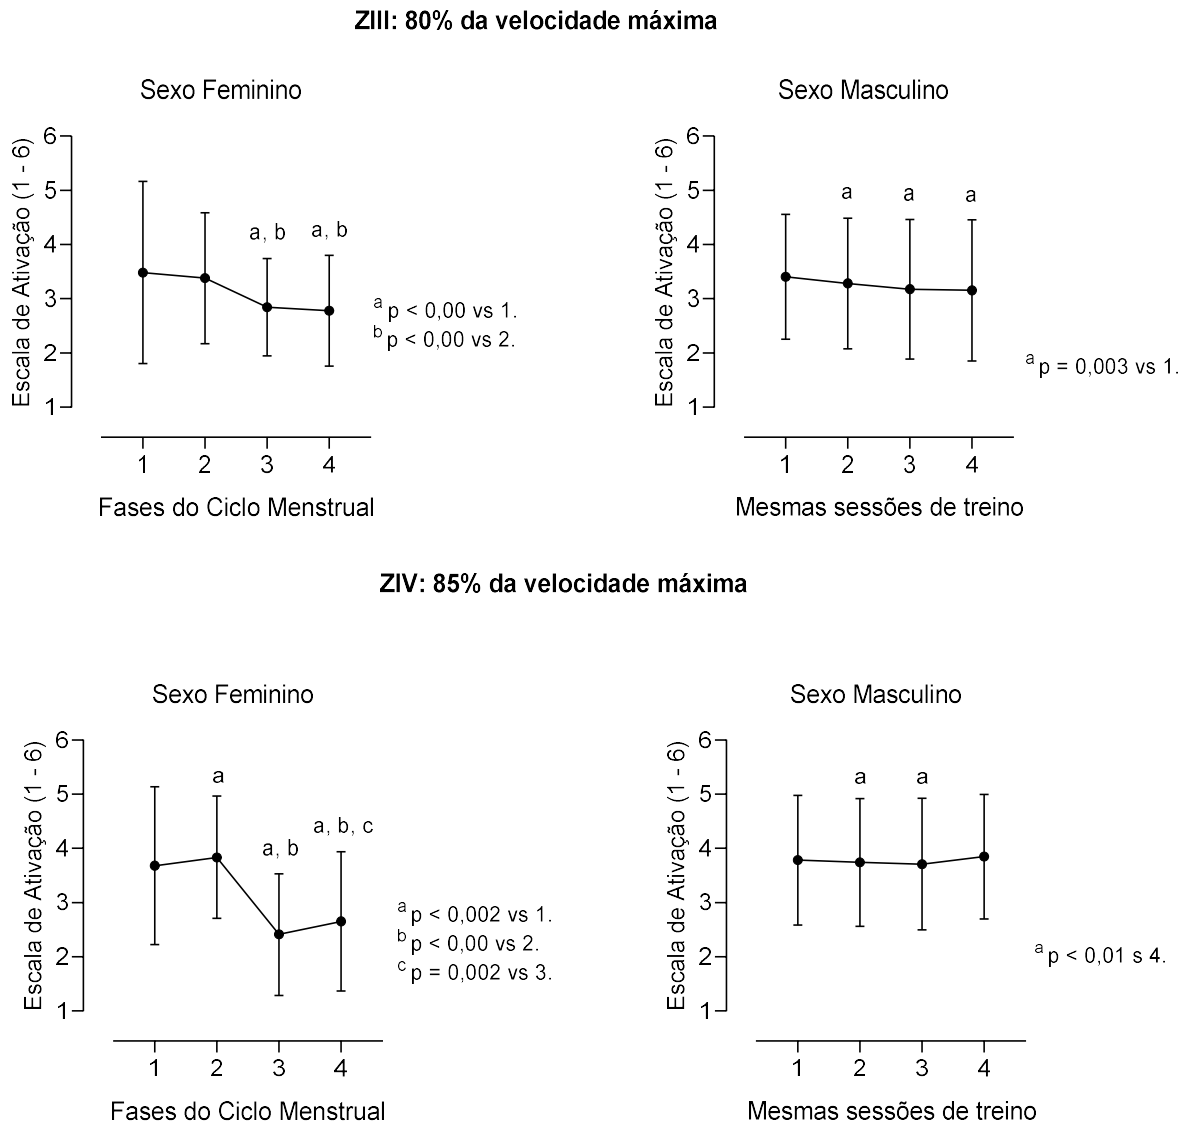 ZIII: 80% da velocidade máxima
Sexo Feminino
Escala de Ativação (1 - 6)
6
5
4
3
2
1
a, b
a, b
a p < 0,00 vs 1.
b p < 0,00 vs 2.
1 2 3 4
Fases do Ciclo Menstrual
Sexo Masculino
Escala de Ativação (1 - 6)
6
5
4
3
2
1
a a a
a p = 0,003 vs 1.
1 2 3 4
Mesmas sessões de treino
ZIV: 85% da velocidade máxima
Sexo Feminino
Escala de Ativação (1 - 6)
6
5
4
3
2
1
a
a, b
a, b, c
a p < 0,002 vs 1.
b p < 0,00 vs 2.
c p = 0,002 vs 3.
1 2 3 4
Fases do Ciclo Menstrual
Sexo Masculino
Escala de Ativação (1 - 6)
6
5
4
3
2
1
a a
a p < 0,01 s 4.
1 2 3 4
Mesmas sessões de treino